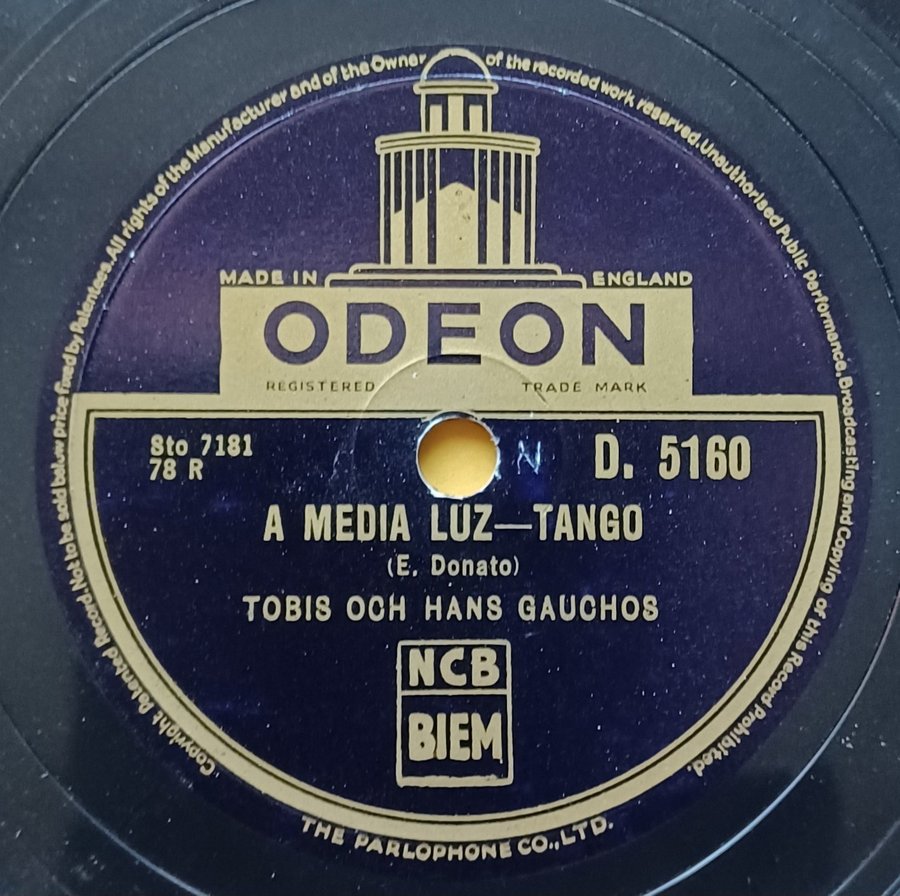 Copyright Patented Record. Not to be sold below price fixed by Patentees. All rights of the Manufacturer and of the Owner of the recorded work reserved. Unauthorised Public Performance, Broadcasting and Copying of this Record Prohibited.
MADE IN ENGLAND
ODEON
REGISTERED TRADE MARK
Sto 7181
78 R
N
D. 5160
A MEDIA LUZ—TANGO
(E. Donato)
TOBIS OCH HANS GAUCHOS
NCB
BIEM
THE PARLOPHONE CO., LTD.